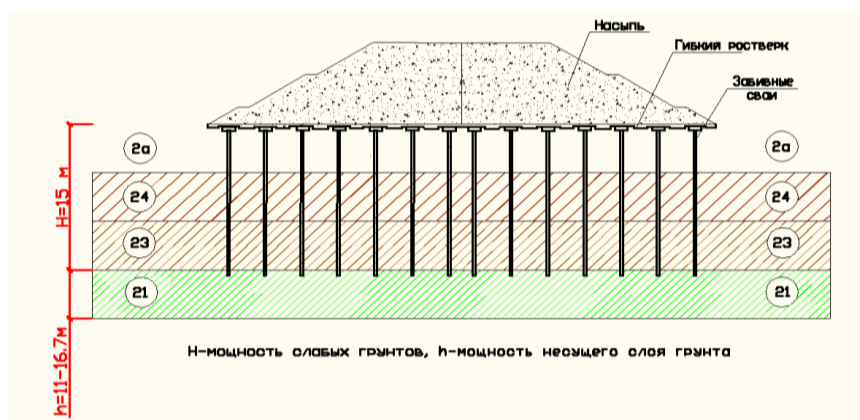 Насыпь
Гибкий ростверк
Забивные
сваи
2а
2а
24
24
23
23
21
21
H=15 м
h=11-16.7м
Н-мощность слабых грунтов, h-мощность несущего слоя грунта